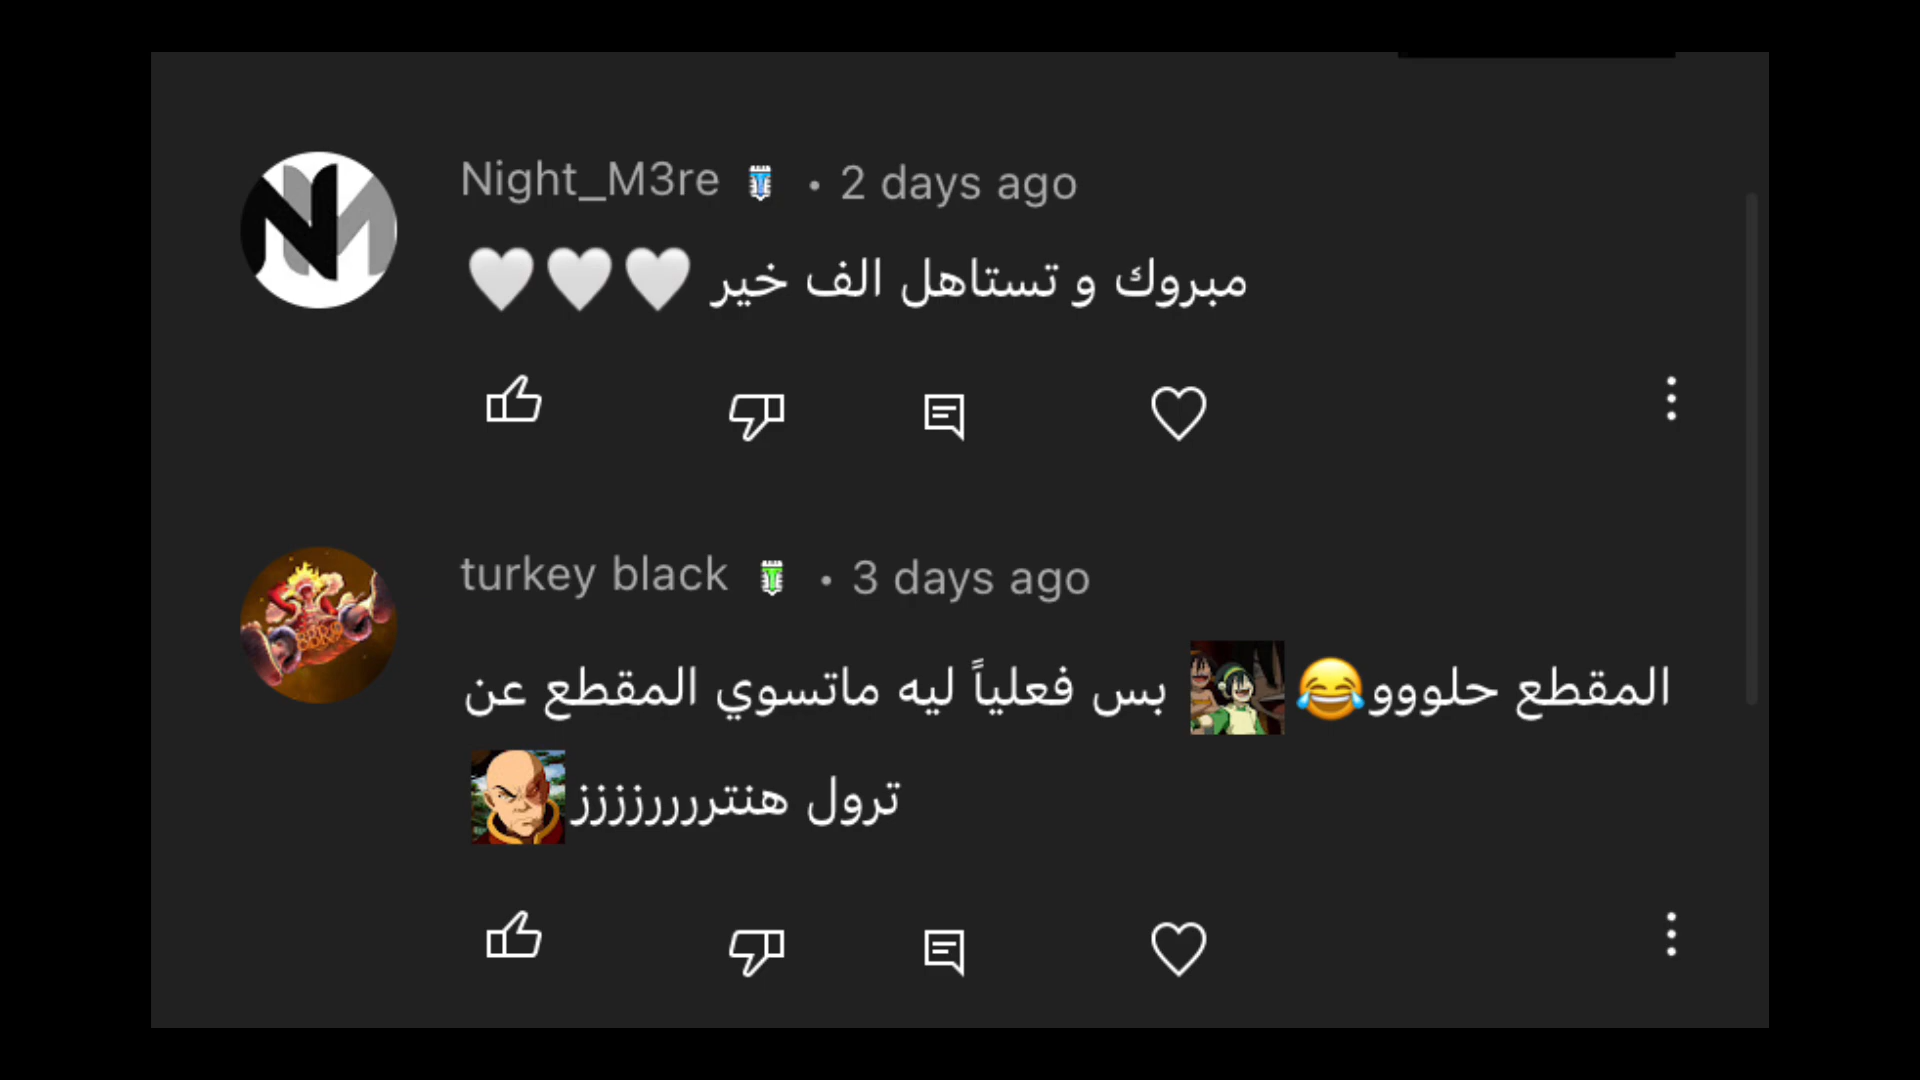 Night_M3re • 2 days ago
مبروك و تستاهل الف خير 🤍🤍🤍
turkey black • 3 days ago
المقطع حلووو😂 بس فعلياً ليه ماتسوي المقطع عن
ترول هنتررررزززز